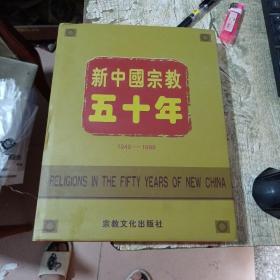 新中國宗教
五十年
1949—1999
RELIGIONS IN THE FIFTY YEARS OF NEW CHINA
宗教文化出版社